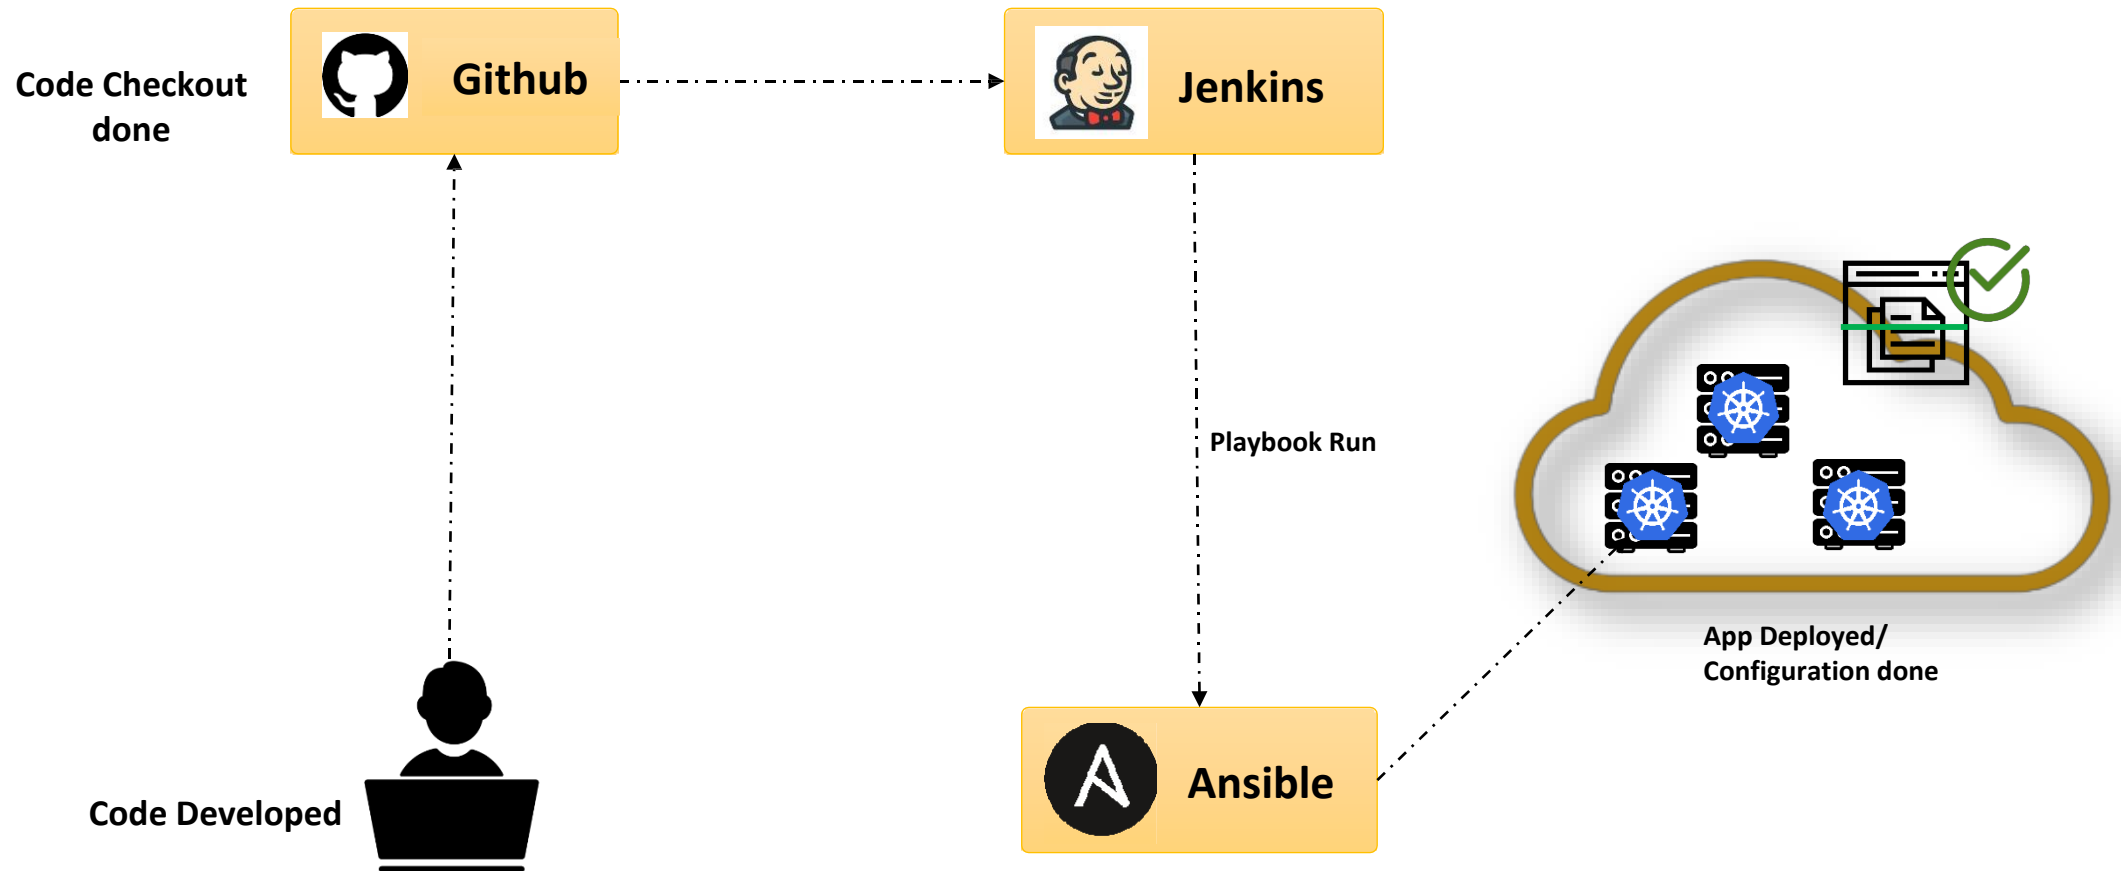 Code Checkout
done
Github
Jenkins
Playbook Run
App Deployed/
Configuration done
Code Developed
Ansible